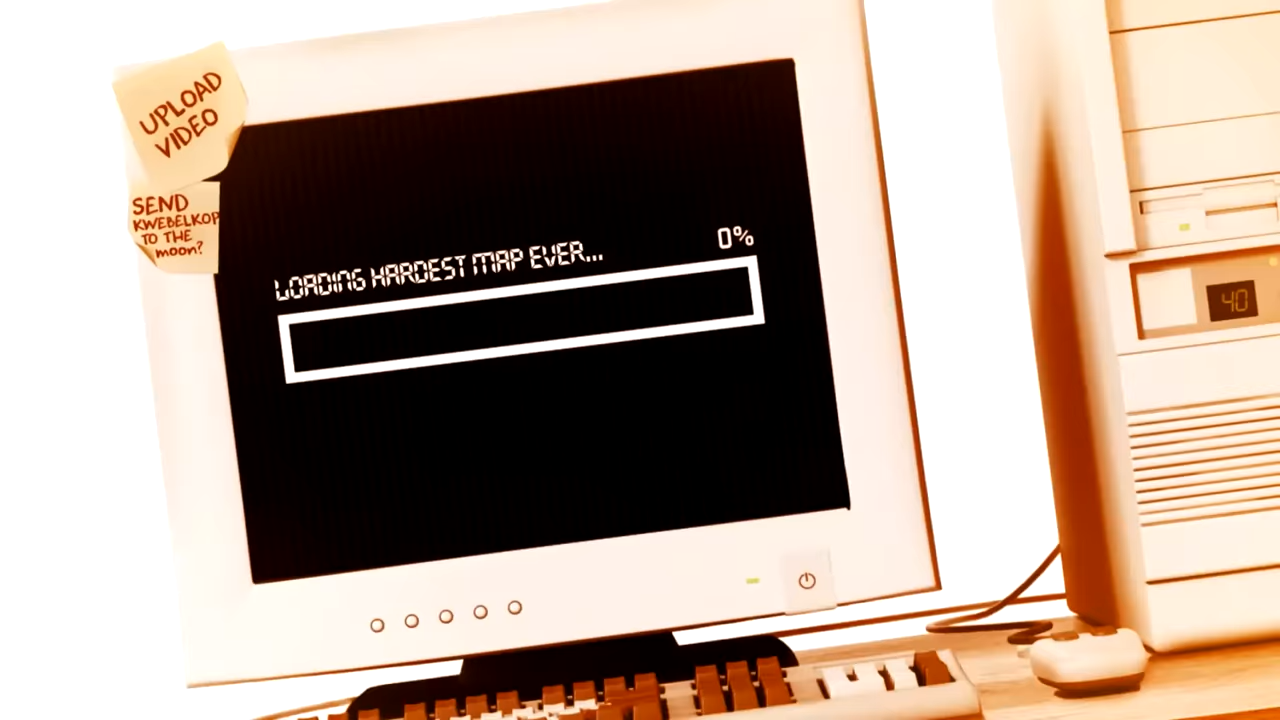 UPLOAD
VIDEO
SEND
KWEBELKOP
TO THE
moon?
LOADING HARDEST MAP EVER...
0%
40